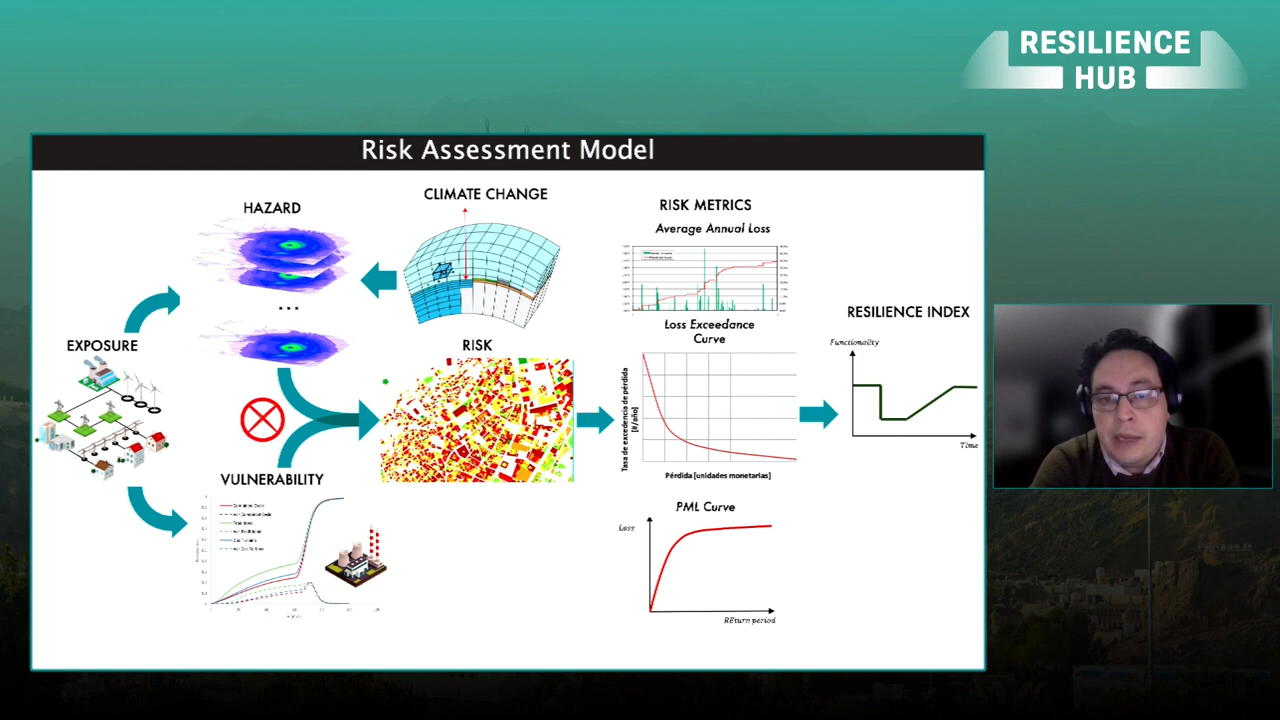 RESILIENCE
HUB
Risk Assessment Model
CLIMATE CHANGE
HAZARD
RISK METRICS
Average Annual Loss
...
Loss Exceedance
Curve
RESILIENCE INDEX
Functionality
Time
EXPOSURE
RISK
Tasa de excedencia de pérdida
[#/año]
Pérdida [unidades monetarias]
VULNERABILITY
PML Curve
Loss
REturn period